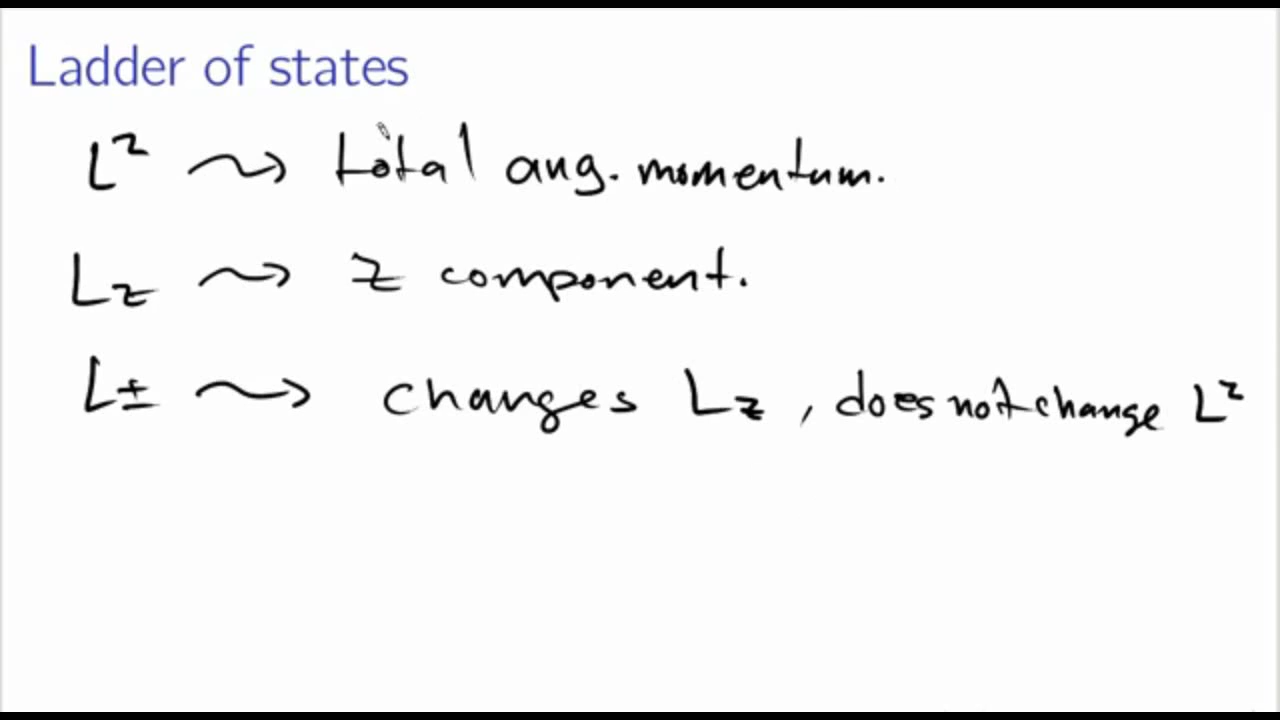 Ladder of states
L² ⇝ total ang. momentum.
Lz ⇝ z component.
L± ⇝ changes Lz, does not change L²